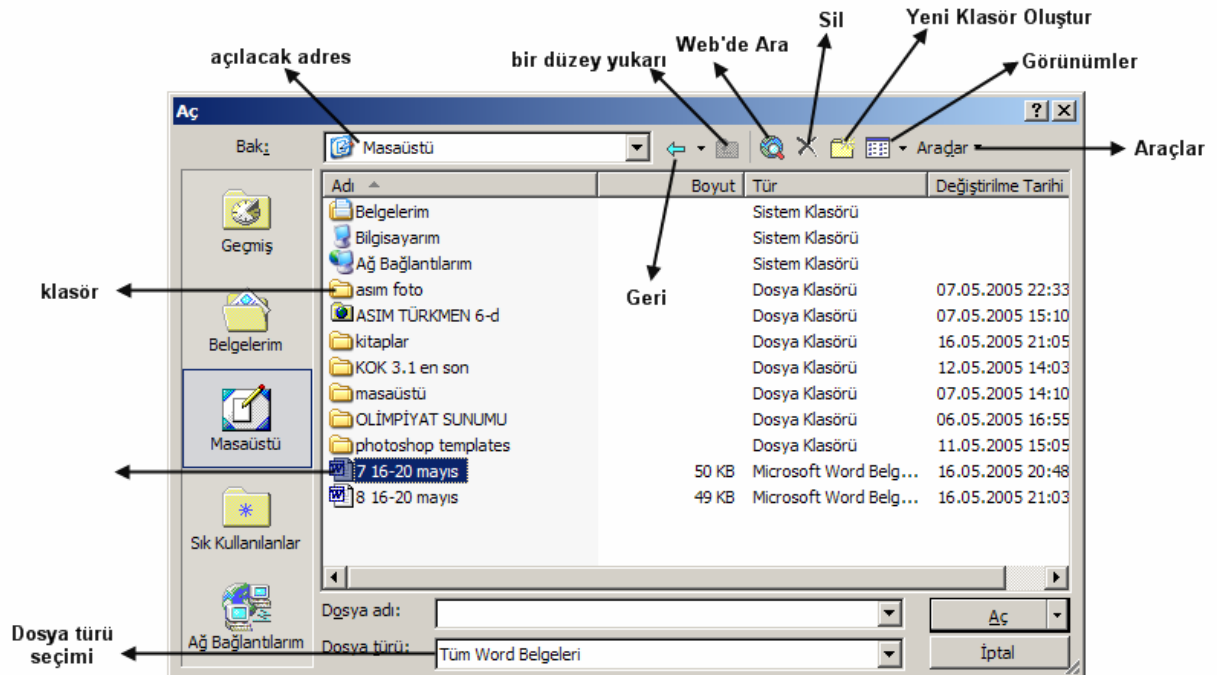 Sil
Yeni Klasör Oluştur
açılacak adres
bir düzey yukarı
Web'de Ara
Görünümler
Aç
Bak:
Masaüstü
Araçlar
Araçlar
Adı
Boyut
Tür
Değiştirilme Tarihi
Geçmiş
Belgelerim
Masaüstü
Sık Kullanılanlar
Ağ Bağlantılarım
Belgelerim Sistem Klasörü
Bilgisayarım Sistem Klasörü
Ağ Bağlantılarım Sistem Klasörü
klasör
Geri
asım foto Dosya Klasörü 07.05.2005 22:33
ASIM TÜRKMEN 6-d Dosya Klasörü 07.05.2005 15:10
kitaplar Dosya Klasörü 16.05.2005 21:05
KOK 3.1 en son Dosya Klasörü 12.05.2005 14:03
masaüstü Dosya Klasörü 07.05.2005 14:10
OLİMPİYAT SUNUMU Dosya Klasörü 06.05.2005 16:55
photoshop templates Dosya Klasörü 11.05.2005 15:05
7 16-20 mayıs 50 KB Microsoft Word Belg... 16.05.2005 20:48
8 16-20 mayıs 49 KB Microsoft Word Belg... 16.05.2005 21:03
Dosya adı:
Aç
Dosya türü
seçimi
Dosya türü:
Tüm Word Belgeleri
İptal